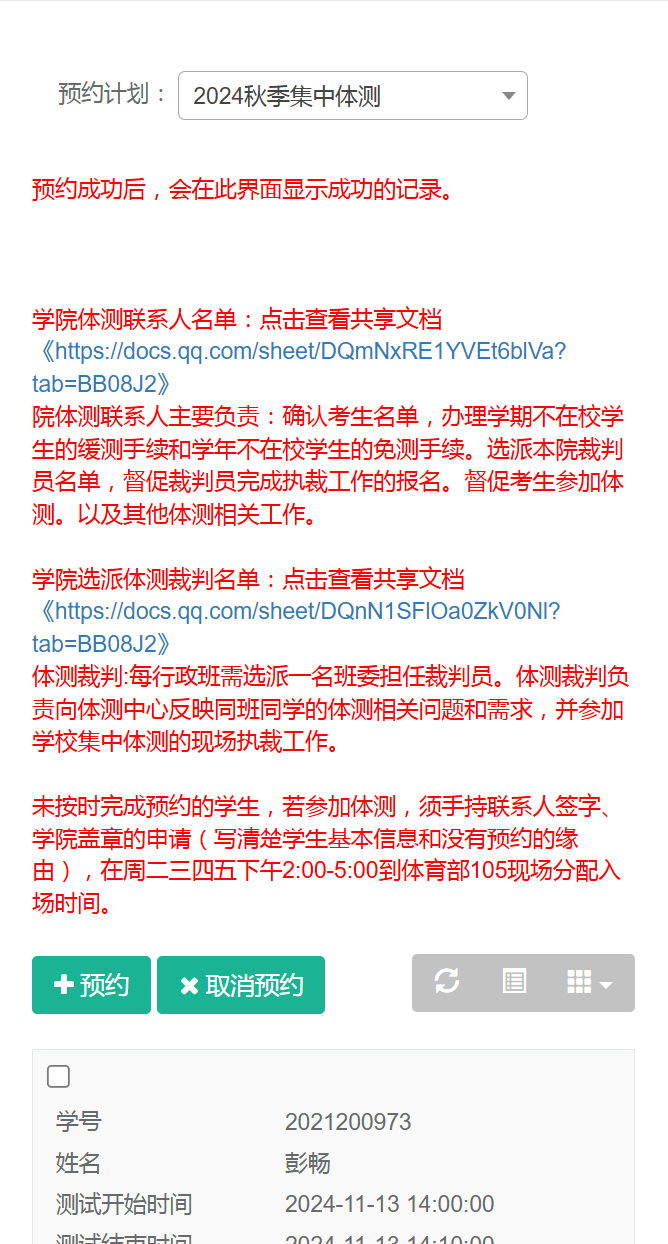 预约计划： 2024秋季集中体测
预约成功后，会在此界面显示成功的记录。
学院体测联系人名单：点击查看共享文档
《https://docs.qq.com/sheet/DQmNxRE1YVEt6blVa?
tab=BB08J2》
院体测联系人主要负责：确认考生名单，办理学期不在校学
生的缓测手续和学年不在校学生的免测手续。选派本院裁判
员名单，督促裁判员完成执裁工作的报名。督促考生参加体
测。以及其他体测相关工作。
学院选派体测裁判名单：点击查看共享文档
《https://docs.qq.com/sheet/DQnN1SFlOa0ZkV0Nl?
tab=BB08J2》
体测裁判:每行政班需选派一名班委担任裁判员。体测裁判负
责向体测中心反映同班同学的体测相关问题和需求，并参加
学校集中体测的现场执裁工作。
未按时完成预约的学生，若参加体测，须手持联系人签字、
学院盖章的申请（写清楚学生基本信息和没有预约的缘
由），在周二三四五下午2:00-5:00到体育部105现场分配入
场时间。
预约 取消预约
学号 2021200973
姓名 彭畅
测试开始时间 2024-11-13 14:00:00
测试结束时间 2024-11-13 14:10:00